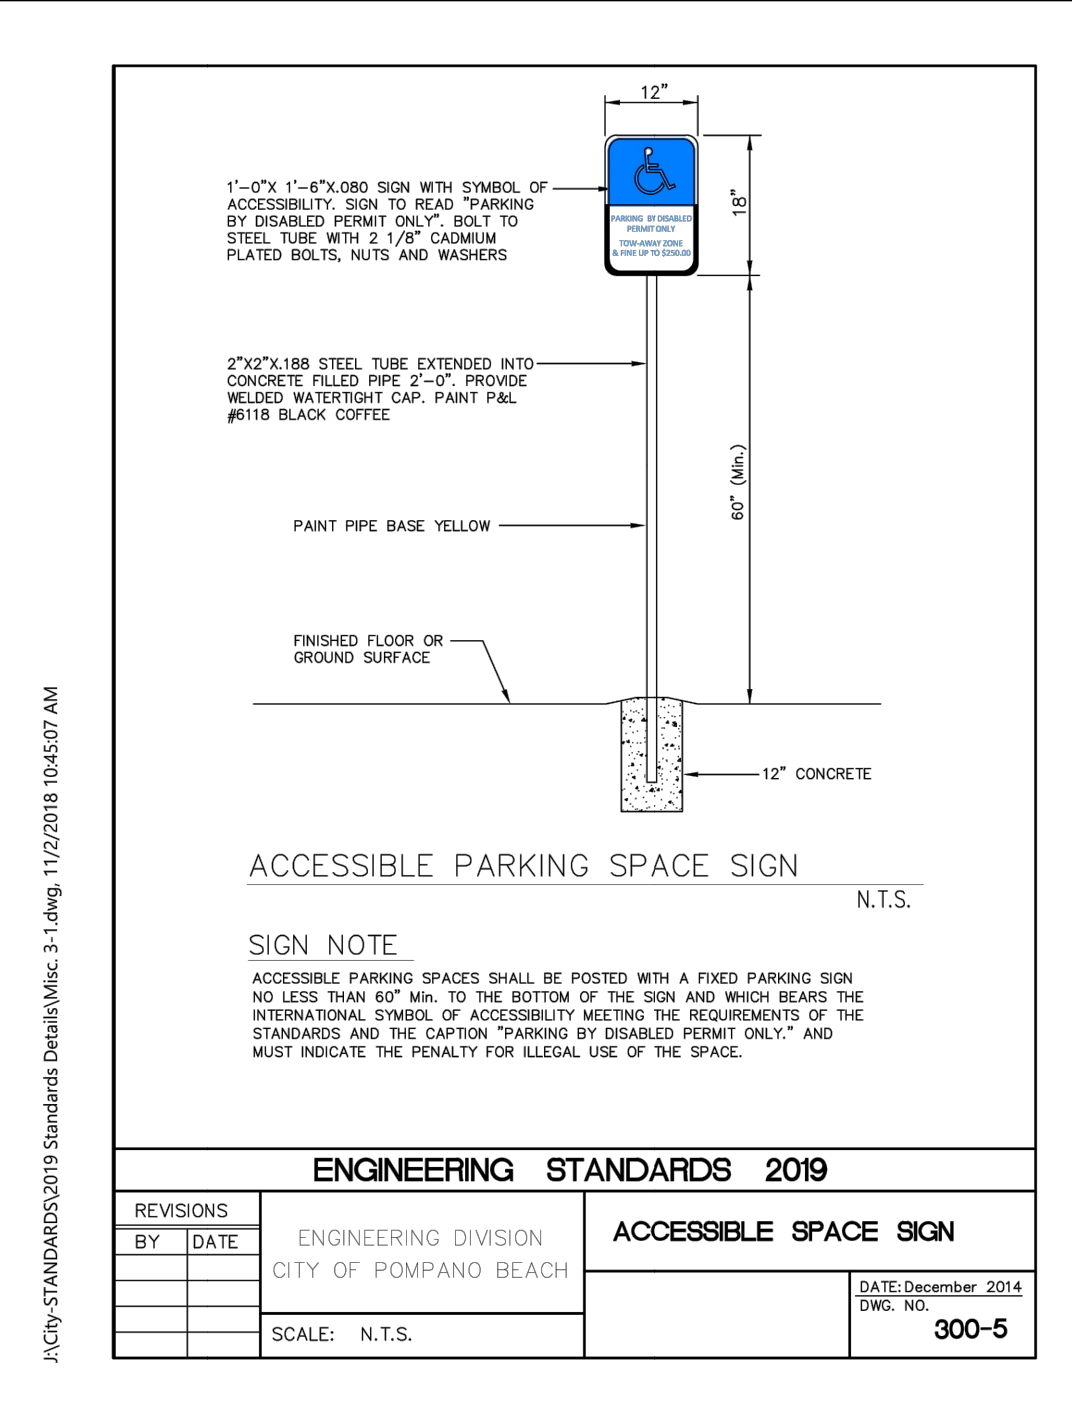 12"
1'-0"X 1'-6"X.080 SIGN WITH SYMBOL OF
ACCESSIBILITY. SIGN TO READ "PARKING
BY DISABLED PERMIT ONLY". BOLT TO
STEEL TUBE WITH 2 1/8" CADMIUM
PLATED BOLTS, NUTS AND WASHERS
PARKING BY DISABLED
PERMIT ONLY
TOW-AWAY ZONE
& FINE UP TO $250.00
18"
2"X2"X.188 STEEL TUBE EXTENDED INTO
CONCRETE FILLED PIPE 2'-0". PROVIDE
WELDED WATERTIGHT CAP. PAINT P&L
#6118 BLACK COFFEE
60" (Min.)
PAINT PIPE BASE YELLOW
FINISHED FLOOR OR
GROUND SURFACE
12" CONCRETE
ACCESSIBLE PARKING SPACE SIGN
N.T.S.
SIGN NOTE
ACCESSIBLE PARKING SPACES SHALL BE POSTED WITH A FIXED PARKING SIGN
NO LESS THAN 60" Min. TO THE BOTTOM OF THE SIGN AND WHICH BEARS THE
INTERNATIONAL SYMBOL OF ACCESSIBILITY MEETING THE REQUIREMENTS OF THE
STANDARDS AND THE CAPTION "PARKING BY DISABLED PERMIT ONLY." AND
MUST INDICATE THE PENALTY FOR ILLEGAL USE OF THE SPACE.
ENGINEERING STANDARDS 2019
REVISIONS
BY DATE
ENGINEERING DIVISION
CITY OF POMPANO BEACH
SCALE: N.T.S.
ACCESSIBLE SPACE SIGN
DATE: December 2014
DWG. NO.
300-5
J:\City-STANDARDS\2019 Standards Details\Misc. 3-1.dwg, 11/2/2018 10:45:07 AM